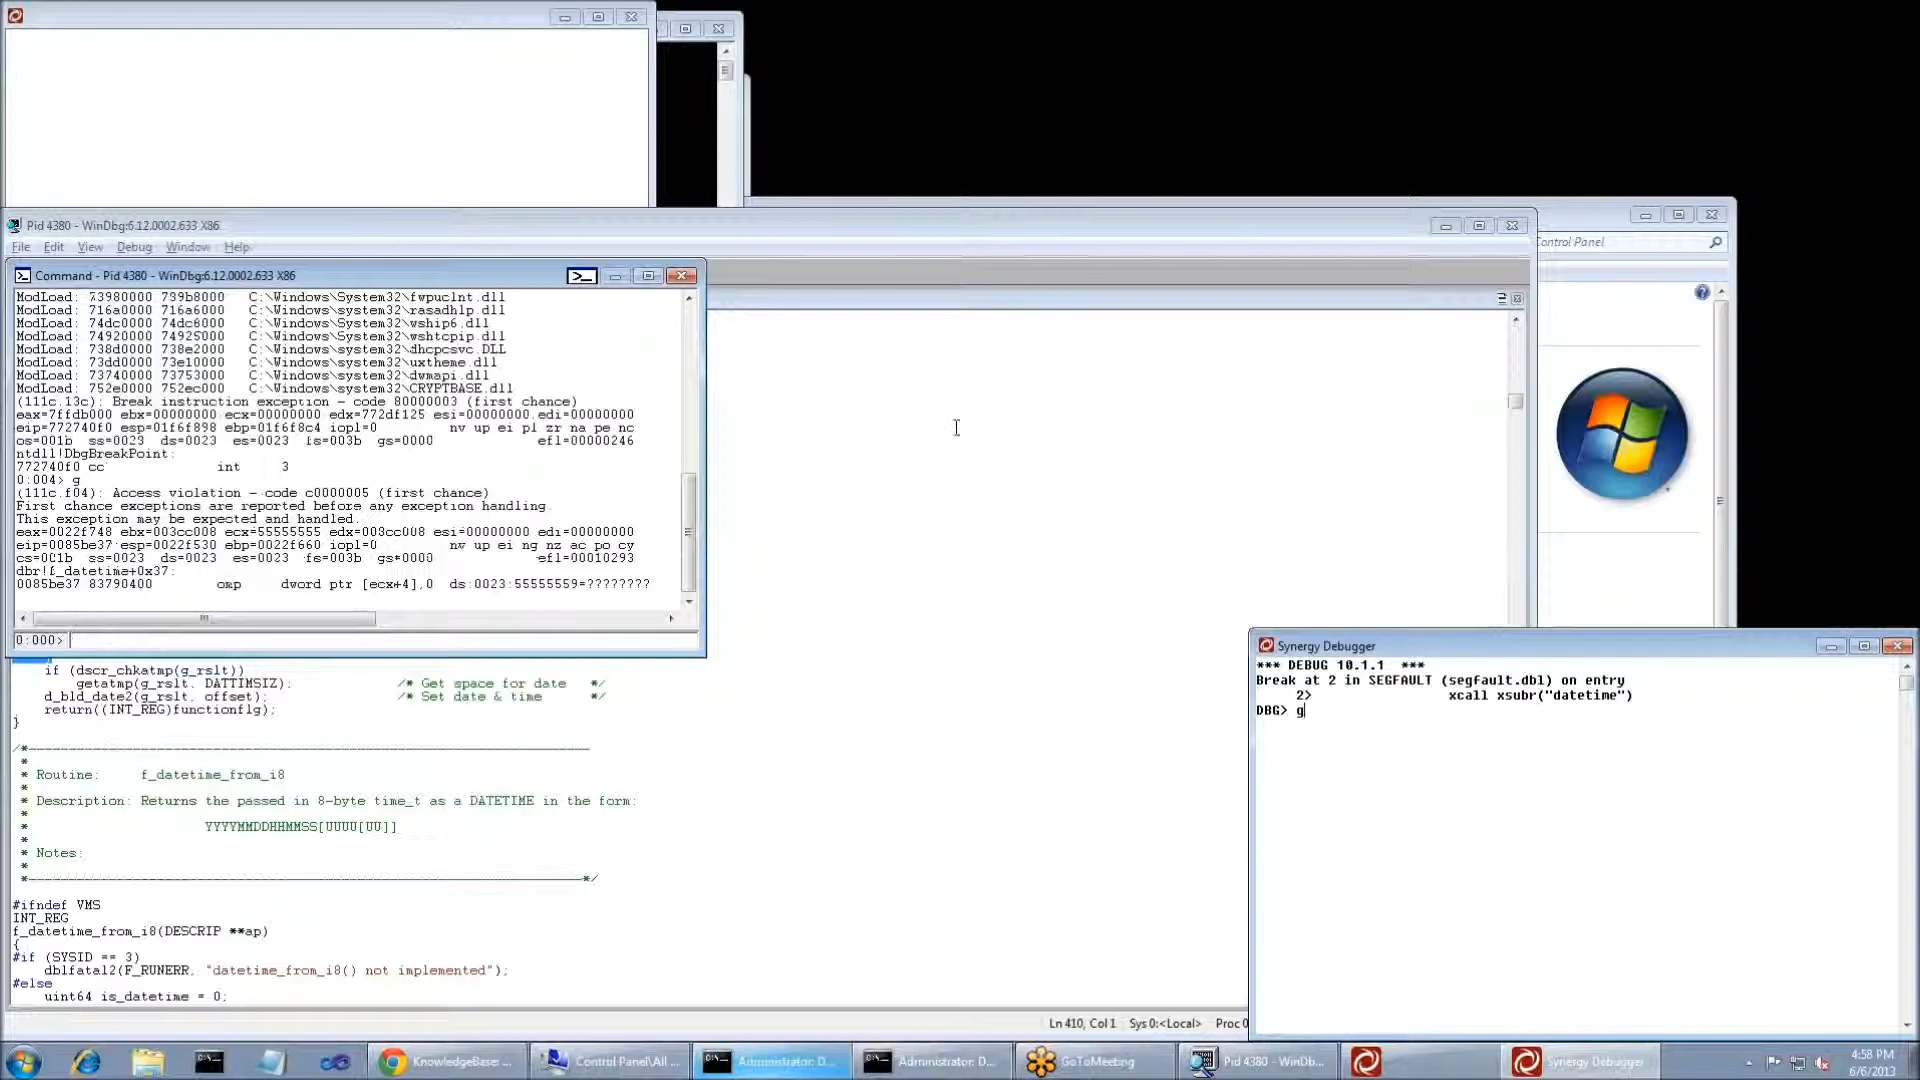 Pid 4380 - WinDbg:6.12.0002.633 X86
File Edit View Debug Window Help
Control Panel
Command - Pid 4380 - WinDbg:6.12.0002.633 X86
ModLoad: 73980000 739b8000 C:\Windows\System32\fwpuclnt.dll
ModLoad: 716a0000 716a6000 C:\Windows\system32\rasadhlp.dll
ModLoad: 74dc0000 74dc6000 C:\Windows\System32\wship6.dll
ModLoad: 74920000 74925000 C:\Windows\System32\wshtcpip.dll
ModLoad: 738d0000 738e2000 C:\Windows\system32\dhcpcsvc.DLL
ModLoad: 73dd0000 73e10000 C:\Windows\system32\uxtheme.dll
ModLoad: 73740000 73753000 C:\Windows\system32\dwmapi.dll
ModLoad: 752e0000 752ec000 C:\Windows\system32\CRYPTBASE.dll
(111c.13c): Break instruction exception - code 80000003 (first chance)
eax=7ffdb000 ebx=00000000 ecx=00000000 edx=772df125 esi=00000000 edi=00000000
eip=772740f0 esp=01f6f898 ebp=01f6f8c4 iopl=0 nv up ei pl zr na pe nc
cs=001b ss=0023 ds=0023 es=0023 fs=003b gs=0000 efl=00000246
ntdll!DbgBreakPoint:
772740f0 cc int 3
0:004> g
(111c.f04): Access violation - code c0000005 (first chance)
First chance exceptions are reported before any exception handling.
This exception may be expected and handled.
eax=0022f748 ebx=003cc008 ecx=55555555 edx=003cc008 esi=00000000 edi=00000000
eip=0085be37 esp=0022f530 ebp=0022f660 iopl=0 nv up ei ng nz ac po cy
cs=001b ss=0023 ds=0023 es=0023 fs=003b gs=0000 efl=00010293
dbr!f_datetime+0x37:
0085be37 83790400 cmp dword ptr [ecx+4],0 ds:0023:55555559=????????
0:000>
if (dscr_chkatmp(g_rslt))
getatmp(g_rslt, DATTIMSIZ); /* Get space for date */
d_bld_date2(g_rslt, offset); /* Set date & time */
return((INT_REG)functionflg);
}
/*----------------------------------------------------------------------
*
* Routine: f_datetime_from_i8
*
* Description: Returns the passed in 8-byte time_t as a DATETIME in the form:
*
* YYYYMMDDHHMMSS[UUUU[UU]]
*
* Notes:
*
*----------------------------------------------------------------------*/
#ifndef VMS
INT_REG
f_datetime_from_i8(DESCRIP **ap)
{
#if (SYSID == 3)
dblfatal2(F_RUNERR, "datetime_from_i8() not implemented");
#else
uint64 is_datetime = 0;
Ln 410, Col 1 Sys 0:<Local> Proc 0
Synergy Debugger
*** DEBUG 10.1.1 ***
Break at 2 in SEGFAULT (segfault.dbl) on entry
2> xcall xsubr("datetime")
DBG> g
KnowledgeBase: ... Control Panel\All ... Administrator: D... Administrator: D... GoToMeeting Pid 4380 - WinDb... Synergy Debugger
4:58 PM
6/6/2013